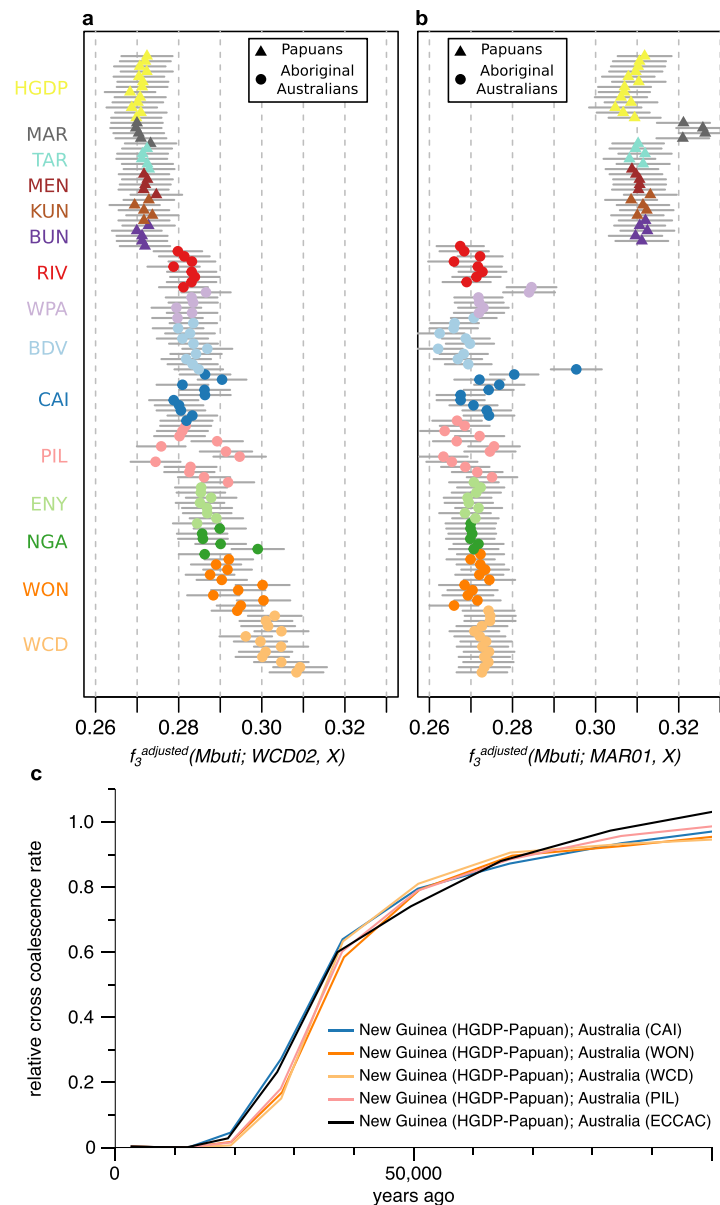 a
b
Papuans
Aboriginal
Australians
Papuans
Aboriginal
Australians
HGDP
MAR
TAR
MEN
KUN
BUN
RIV
WPA
BDV
CAI
PIL
ENY
NGA
WON
WCD
0.26 0.28 0.30 0.32
0.26 0.28 0.30 0.32
f3adjusted(Mbuti; WCD02, X)
f3adjusted(Mbuti; MAR01, X)
c
relative cross coalescence rate
1.0
0.8
0.6
0.4
0.2
0
New Guinea (HGDP-Papuan); Australia (CAI)
New Guinea (HGDP-Papuan); Australia (WON)
New Guinea (HGDP-Papuan); Australia (WCD)
New Guinea (HGDP-Papuan); Australia (PIL)
New Guinea (HGDP-Papuan); Australia (ECCAC)
0 50,000
years ago